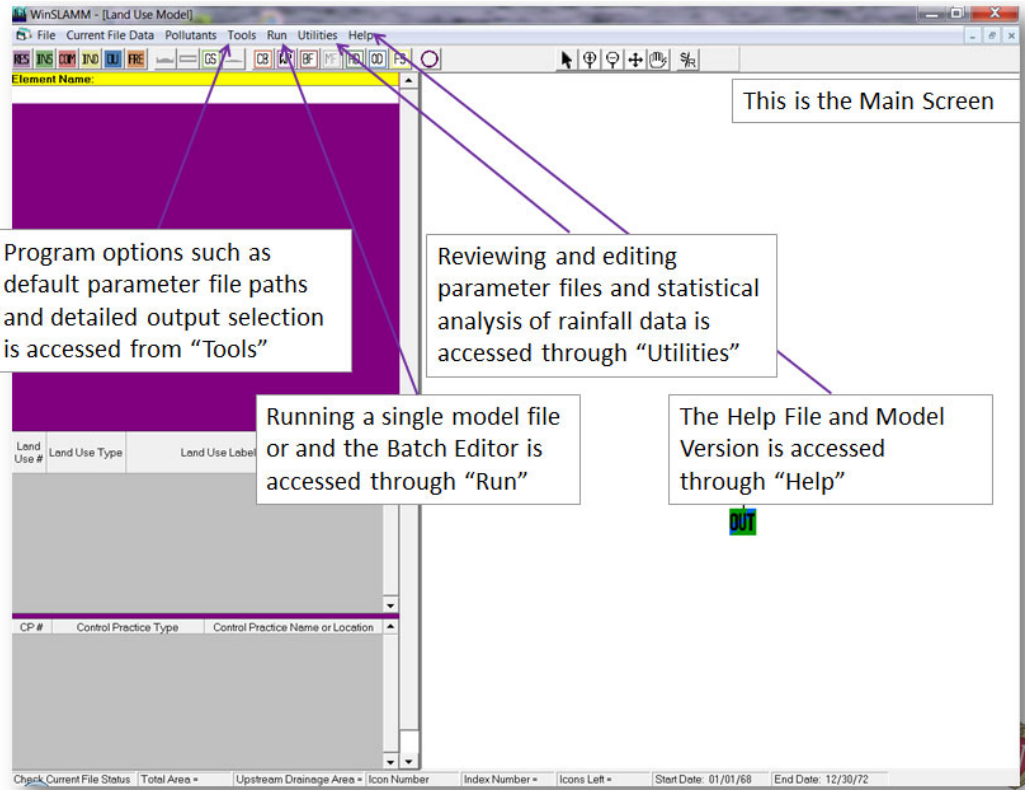 WinSLAMM - [Land Use Model]
File Current File Data Pollutants Tools Run Utilities Help
RES INS COM IND OU FRE GS CB WP BF MF HD OD FS S/R
Element Name:
This is the Main Screen
Program options such as
default parameter file paths
and detailed output selection
is accessed from “Tools”
Reviewing and editing
parameter files and statistical
analysis of rainfall data is
accessed through “Utilities”
Running a single model file
or and the Batch Editor is
accessed through “Run”
The Help File and Model
Version is accessed
through “Help”
Land Use # Land Use Type Land Use Label
OUT
CP # Control Practice Type Control Practice Name or Location
Check Current File Status Total Area = Upstream Drainage Area = Icon Number Index Number = Icons Left = Start Date: 01/01/68 End Date: 12/30/72